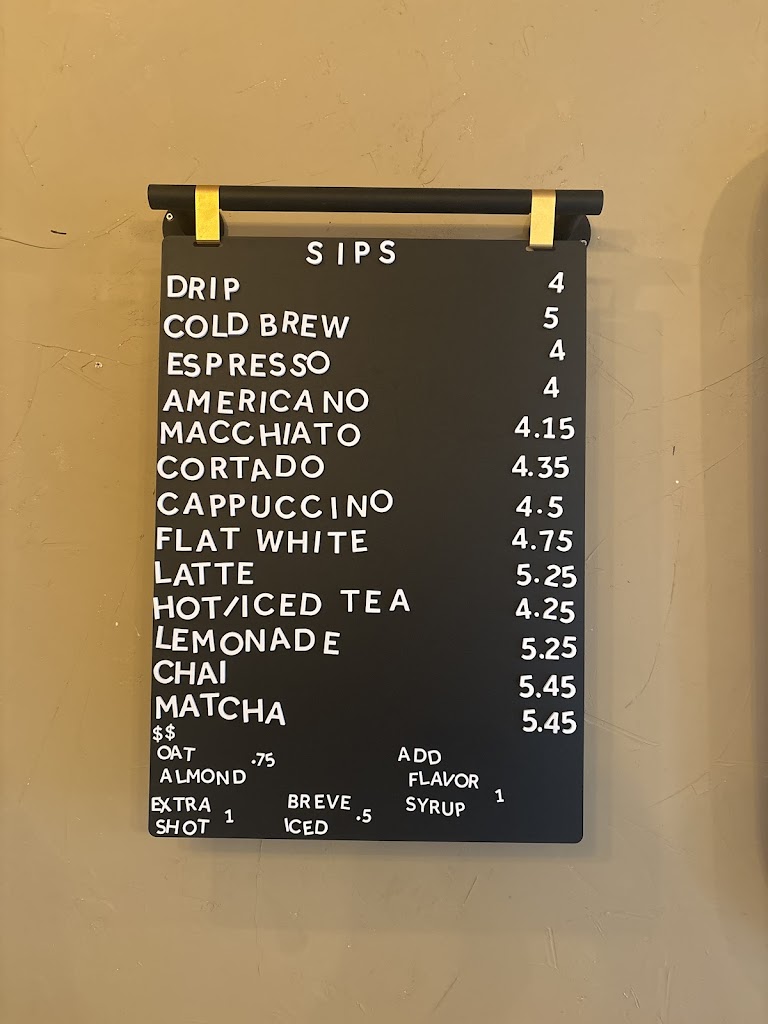 SIPS
DRIP 4
COLD BREW 5
ESPRESSO 4
AMERICANO 4
MACCHIATO 4.15
CORTADO 4.35
CAPPUCCINO 4.5
FLAT WHITE 4.75
LATTE 5.25
HOT/ICED TEA 4.25
LEMONADE 5.25
CHAI 5.45
MATCHA 5.45
$$
OAT
ALMOND .75
EXTRA
SHOT 1
BREVE
ICED .5
ADD
FLAVOR
SYRUP 1